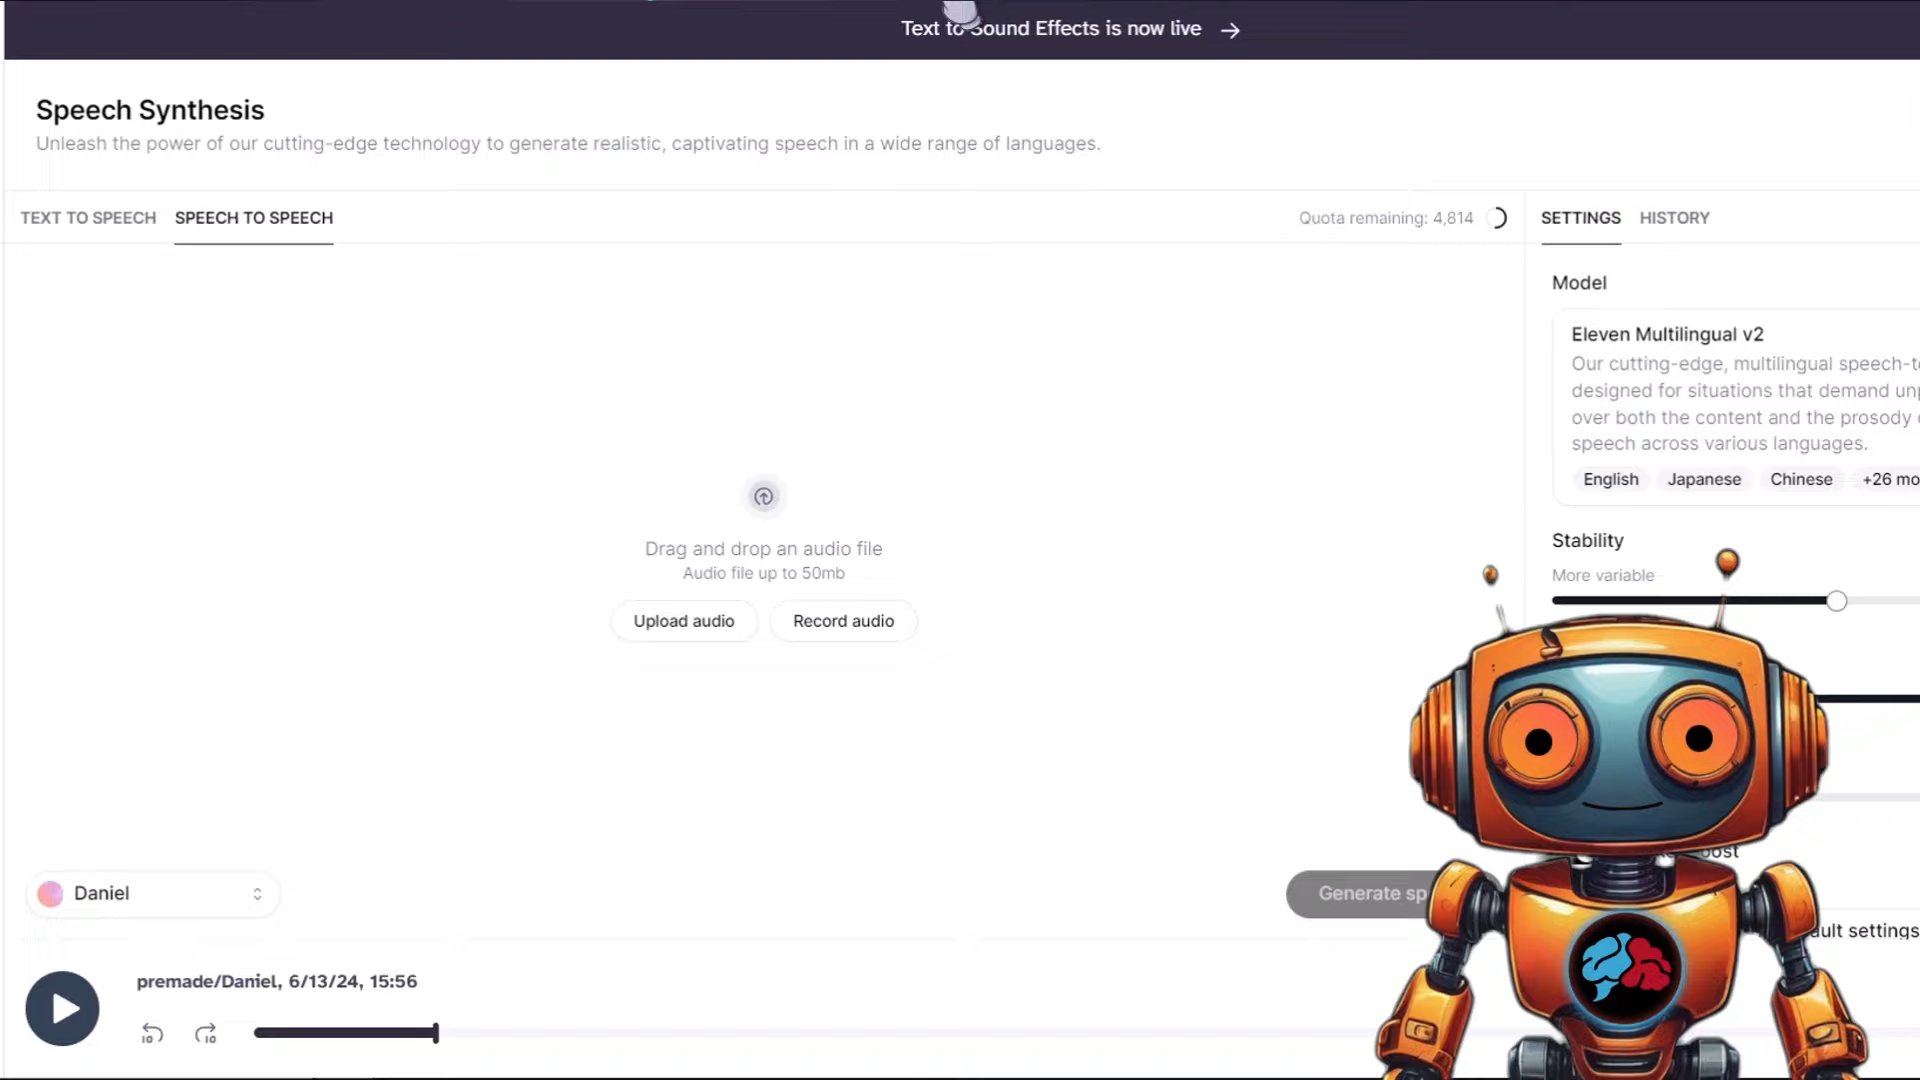 Text to Sound Effects is now live →
Speech Synthesis
Unleash the power of our cutting-edge technology to generate realistic, captivating speech in a wide range of languages.
TEXT TO SPEECH
SPEECH TO SPEECH
Quota remaining: 4,814
SETTINGS
HISTORY
Model
Eleven Multilingual v2
Our cutting-edge, multilingual speech-t
designed for situations that demand un
over both the content and the prosody
speech across various languages.
English
Japanese
Chinese
+26 mo
Stability
More variable
Drag and drop an audio file
Audio file up to 50mb
Upload audio
Record audio
Daniel
Generate sp
oost
ault settings
premade/Daniel, 6/13/24, 15:56
10
10